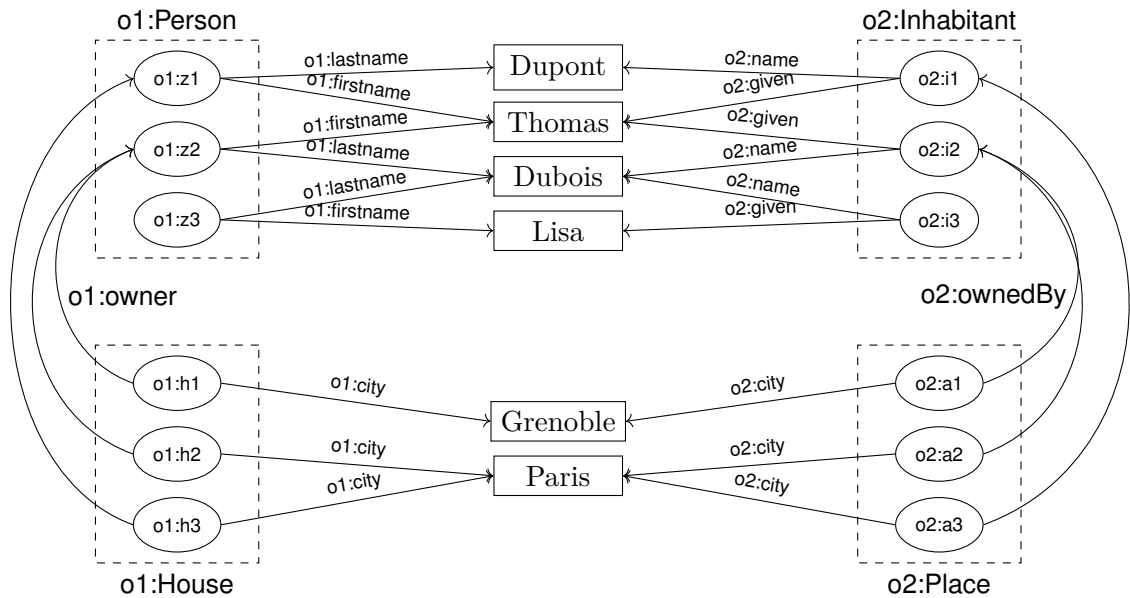 o1:Person
o2:Inhabitant
o1:z1
o1:lastname
Dupont
o2:name
o2:i1
o1:firstname
o2:given
Thomas
o1:z2
o1:firstname
o2:given
o2:i2
o1:lastname
o2:name
Dubois
o1:z3
o1:lastname
o2:name
o2:i3
o1:firstname
o2:given
Lisa
o1:owner
o2:ownedBy
o1:h1
o1:city
o2:city
o2:a1
Grenoble
o1:h2
o1:city
o2:city
o2:a2
Paris
o1:h3
o1:city
o2:city
o2:a3
o1:House
o2:Place